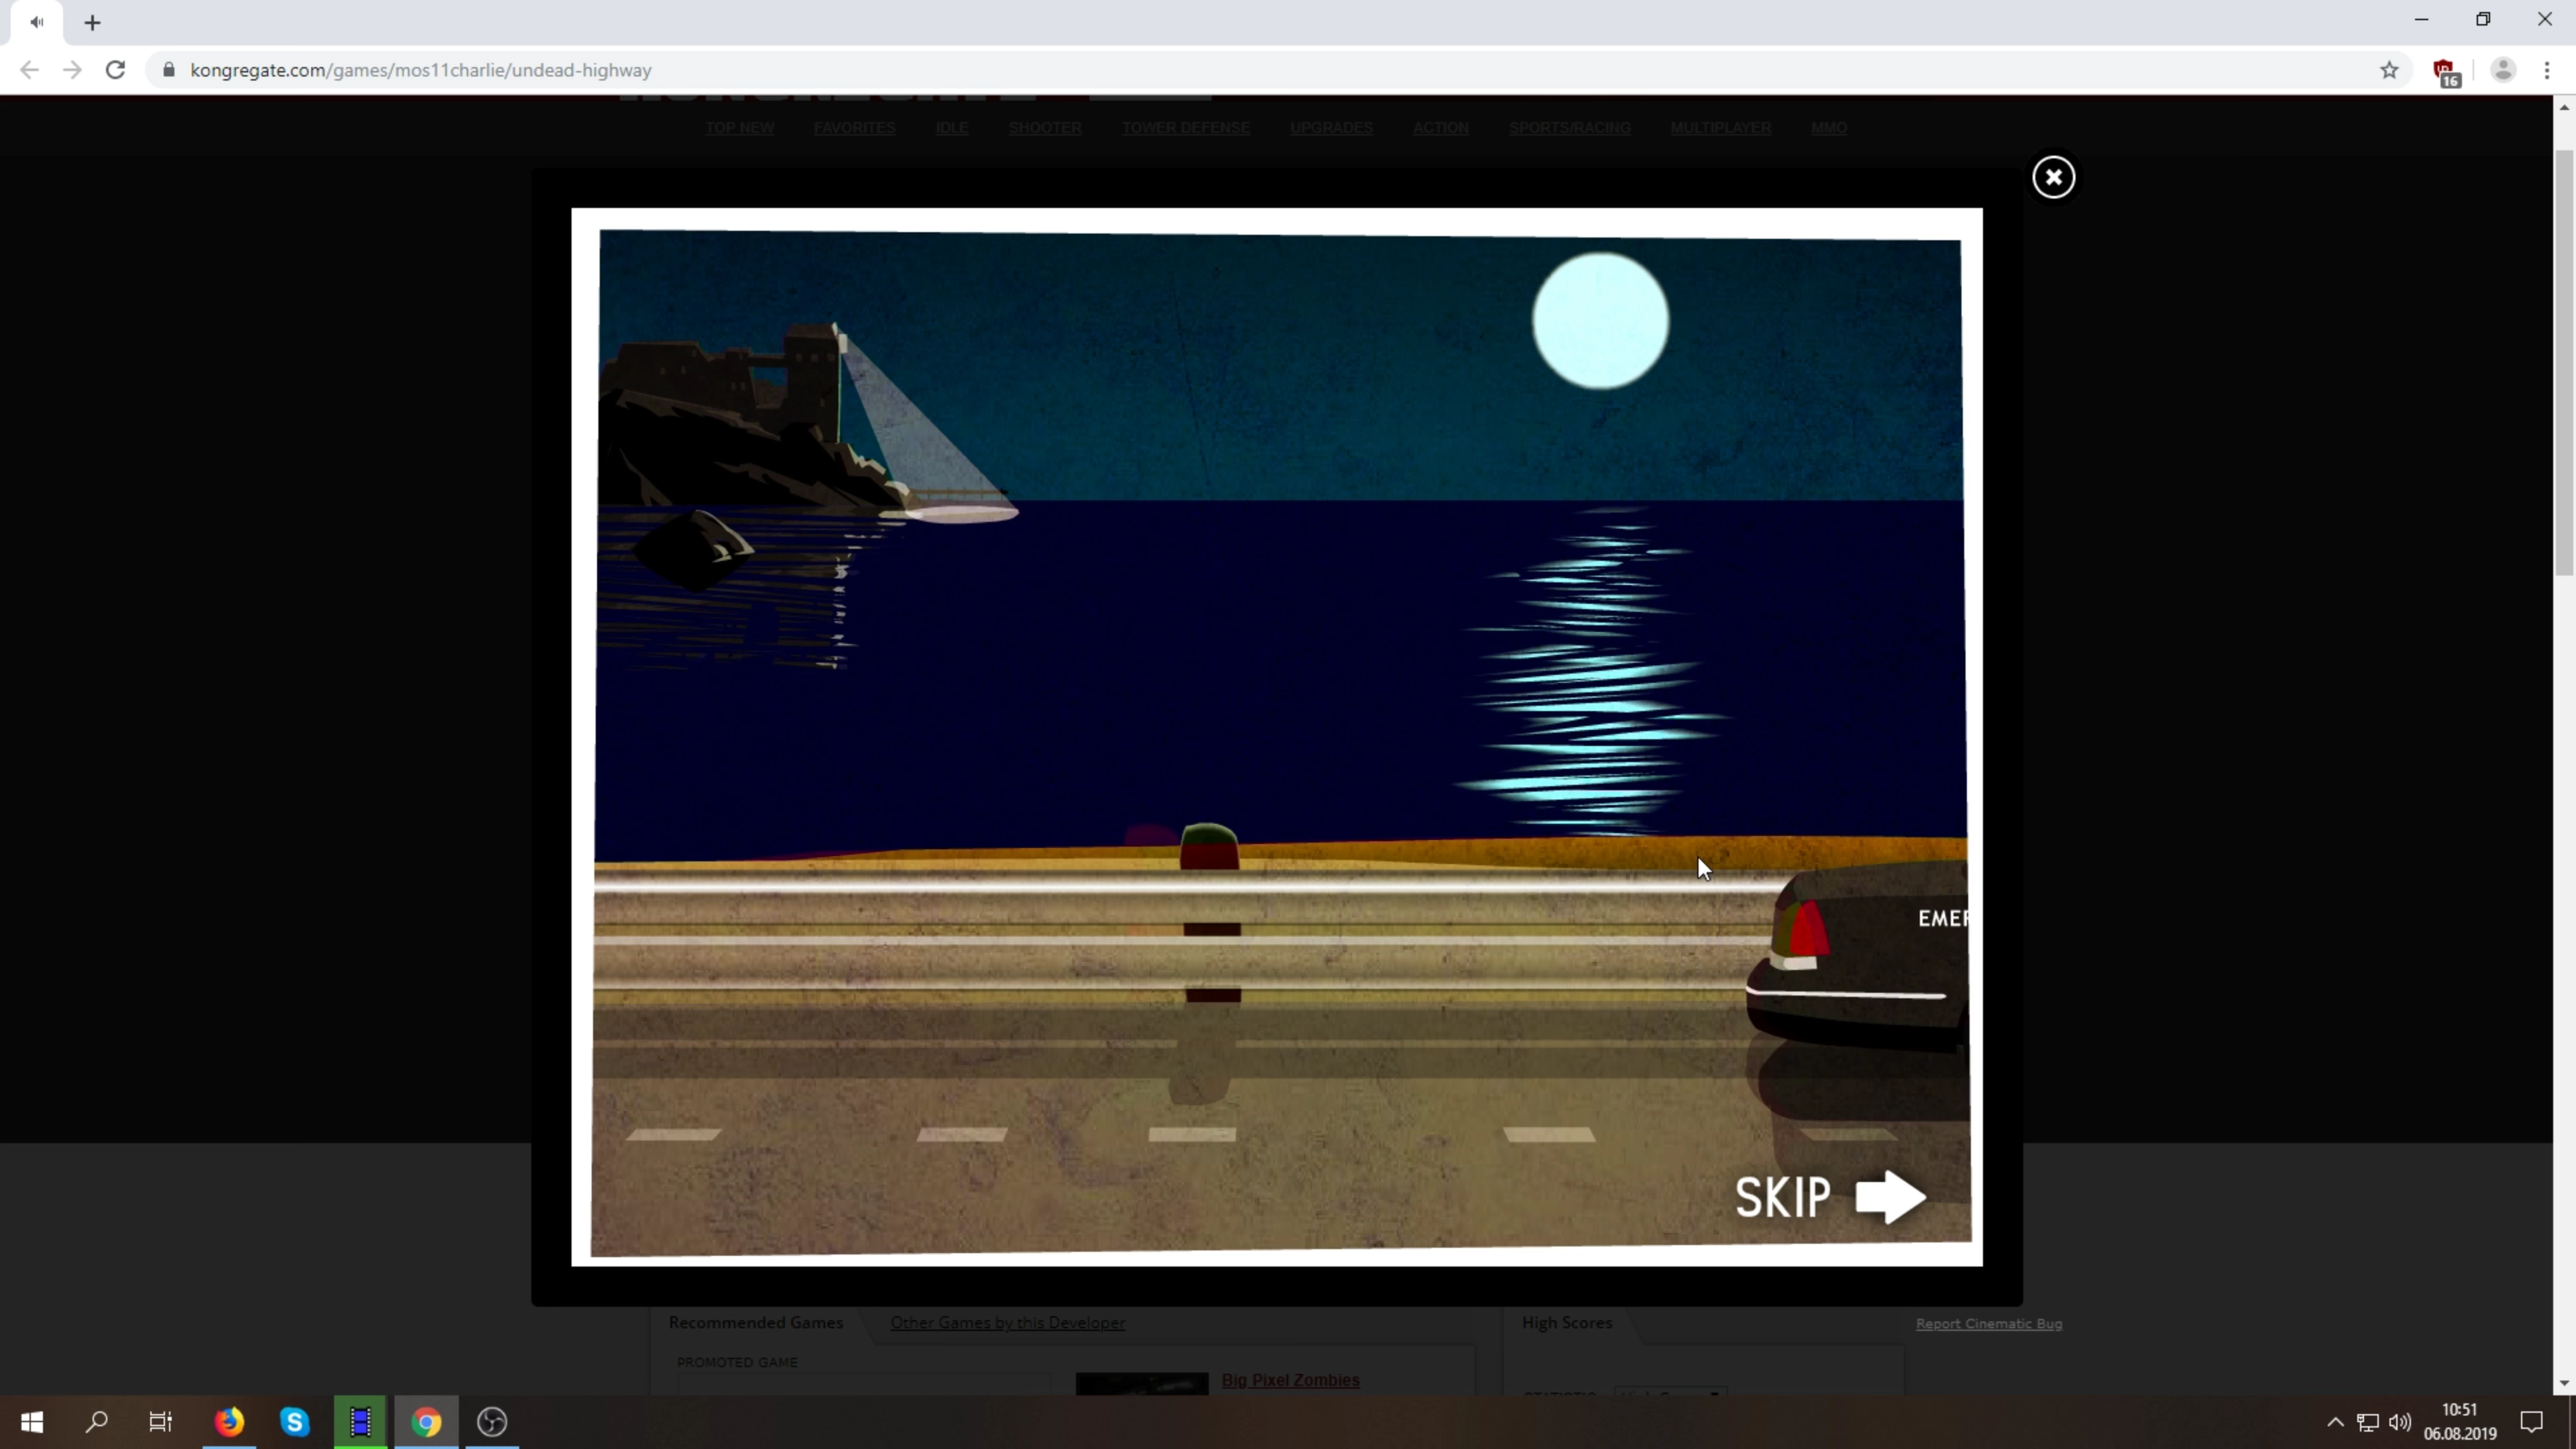 kongregate.com/games/mos11charlie/undead-highway
16
TOP NEW FAVORITES IDLE SHOOTER TOWER DEFENSE UPGRADES ACTION SPORTS/RACING MULTIPLAYER MMO
EMER
SKIP
Recommended Games Other Games by this Developer High Scores Report Cinematic Bug
PROMOTED GAME
Big Pixel Zombies
10:51
06.08.2019